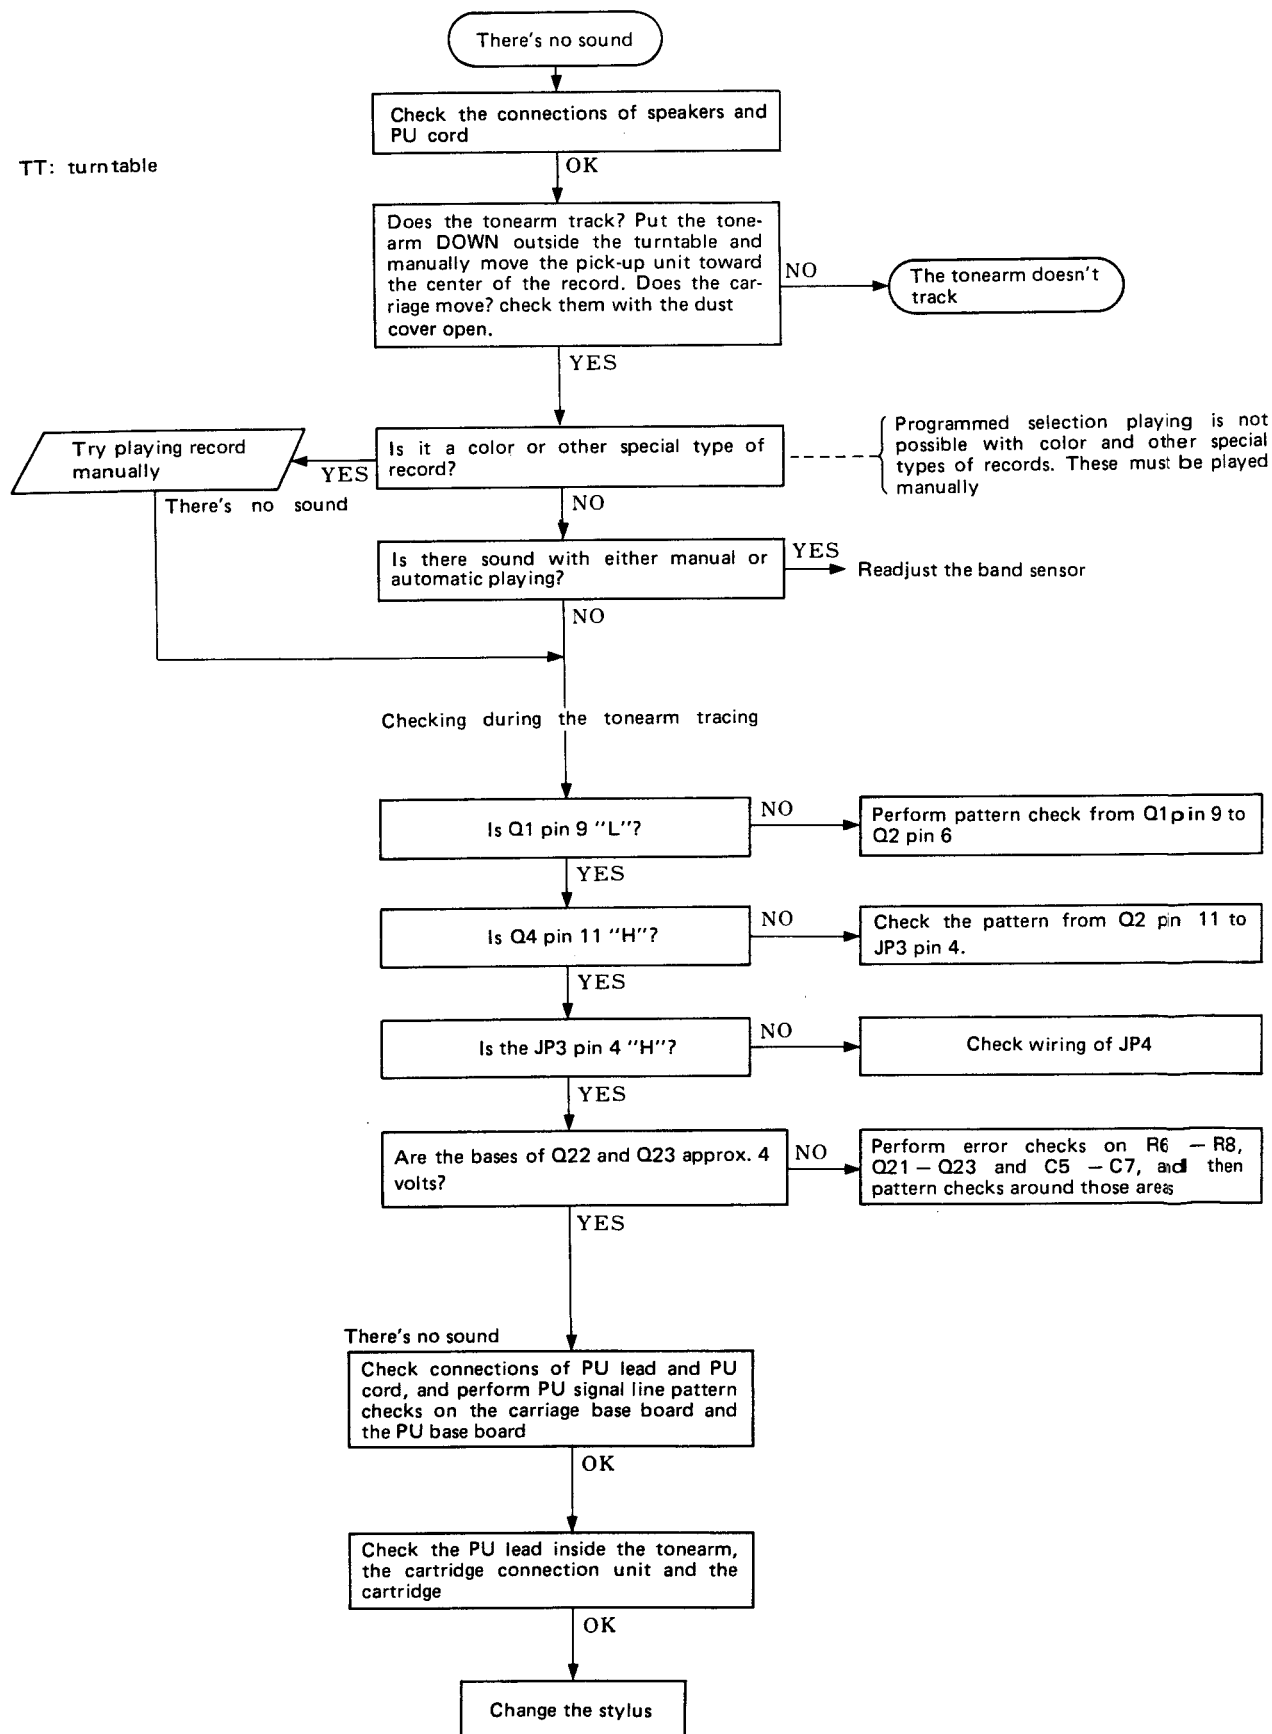 There's no sound
Check the connections of speakers and
PU cord
TT: turntable
OK
Does the tonearm track? Put the tone-
arm DOWN outside the turntable and
manually move the pick-up unit toward
the center of the record. Does the car-
riage move? check them with the dust
cover open.
NO
The tonearm doesn't
track
YES
Try playing record
manually
YES
Is it a color or other special type of
record?
Programmed selection playing is not
possible with color and other special
types of records. These must be played
manually
There's no sound
NO
Is there sound with either manual or
automatic playing?
YES
Readjust the band sensor
NO
Checking during the tonearm tracing
Is Q1 pin 9 "L"?
NO
Perform pattern check from Q1 pin 9 to
Q2 pin 6
YES
Is Q4 pin 11 "H"?
NO
Check the pattern from Q2 pin 11 to
JP3 pin 4.
YES
Is the JP3 pin 4 "H"?
NO
Check wiring of JP4
YES
Are the bases of Q22 and Q23 approx. 4
volts?
NO
Perform error checks on R6 – R8,
Q21 – Q23 and C5 – C7, and then
pattern checks around those areas
YES
There's no sound
Check connections of PU lead and PU
cord, and perform PU signal line pattern
checks on the carriage base board and
the PU base board
OK
Check the PU lead inside the tonearm,
the cartridge connection unit and the
cartridge
OK
Change the stylus